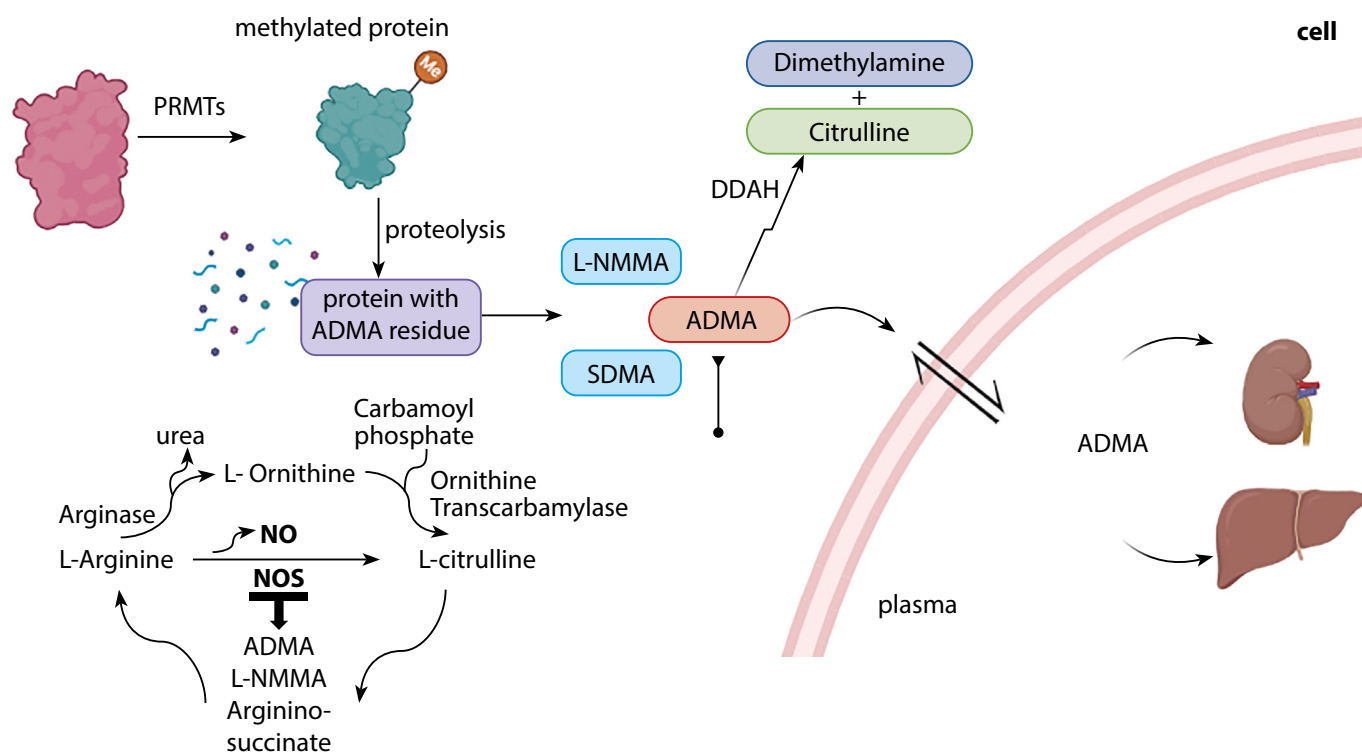 methylated protein
cell
Me
PRMTs
Dimethylamine
+
Citrulline
DDAH
proteolysis
L-NMMA
protein with
ADMA residue
ADMA
SDMA
Carbamoyl
phosphate
urea
L- Ornithine
Ornithine
Transcarbamylase
Arginase
NO
L-Arginine
L-citrulline
NOS
ADMA
L-NMMA
Arginino-
succinate
ADMA
plasma